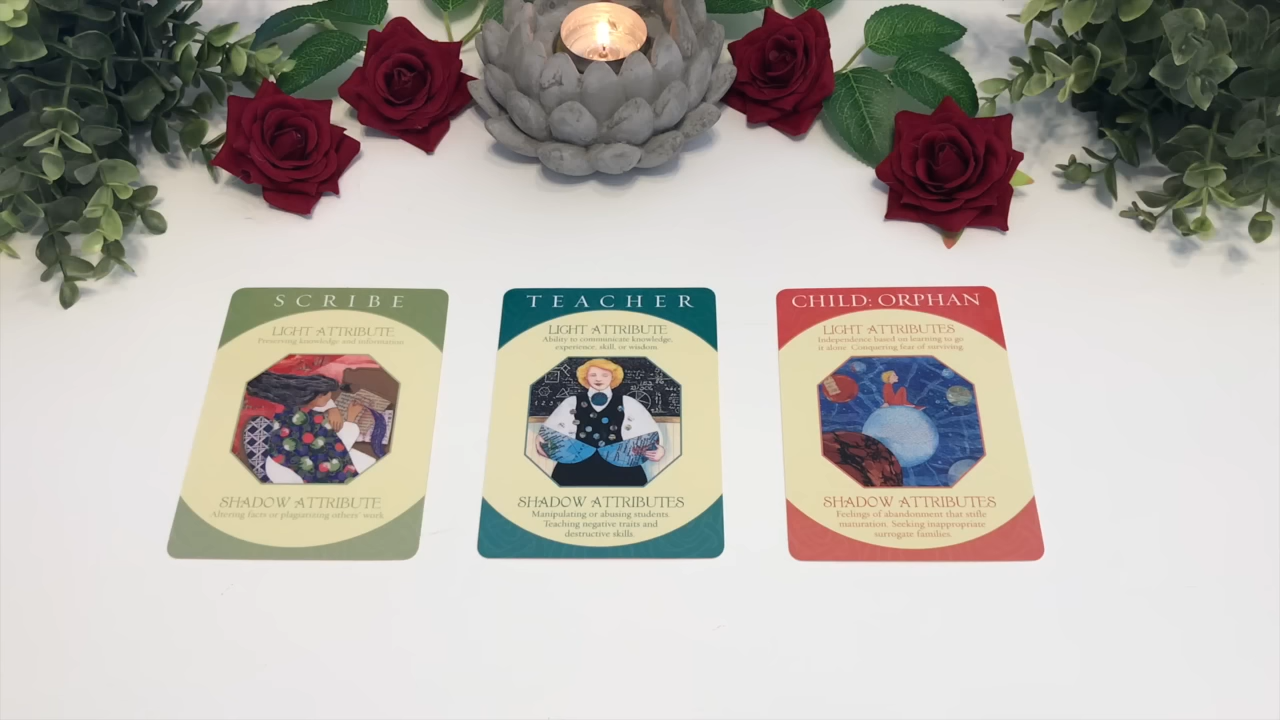 SCRIBE
LIGHT ATTRIBUTE
Preserving knowledge and information
SHADOW ATTRIBUTE
Altering facts or plagiarizing others' work
TEACHER
LIGHT ATTRIBUTE
Ability to communicate knowledge,
experience, skill, or wisdom
SHADOW ATTRIBUTES
Manipulating or abusing students.
Teaching negative traits and
destructive skills.
CHILD: ORPHAN
LIGHT ATTRIBUTES
Independence based on learning to go
it alone. Conquering fear of surviving.
SHADOW ATTRIBUTES
Feelings of abandonment that stifle
maturation. Seeking inappropriate
surrogate families.